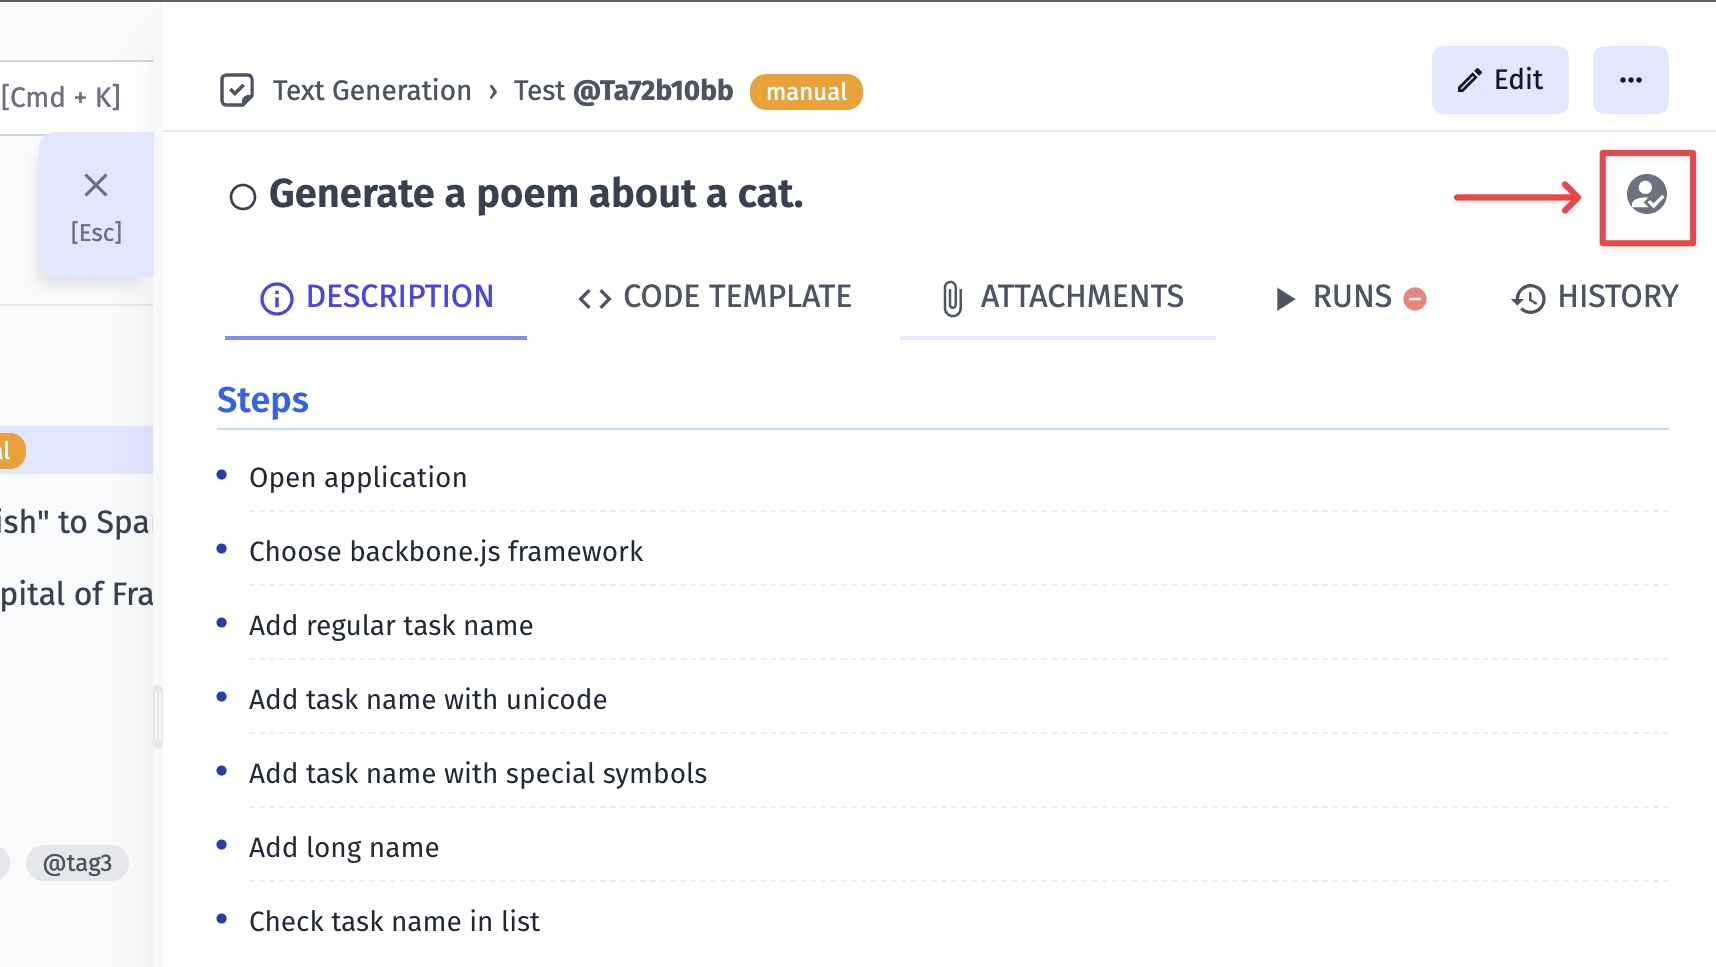 [Cmd + K]
[Esc]
al
ish" to Spa
pital of Fra
@tag3
Text Generation › Test @Ta72b10bb manual
Edit
Generate a poem about a cat.
DESCRIPTION
CODE TEMPLATE
ATTACHMENTS
RUNS
HISTORY
Steps
• Open application
• Choose backbone.js framework
• Add regular task name
• Add task name with unicode
• Add task name with special symbols
• Add long name
• Check task name in list